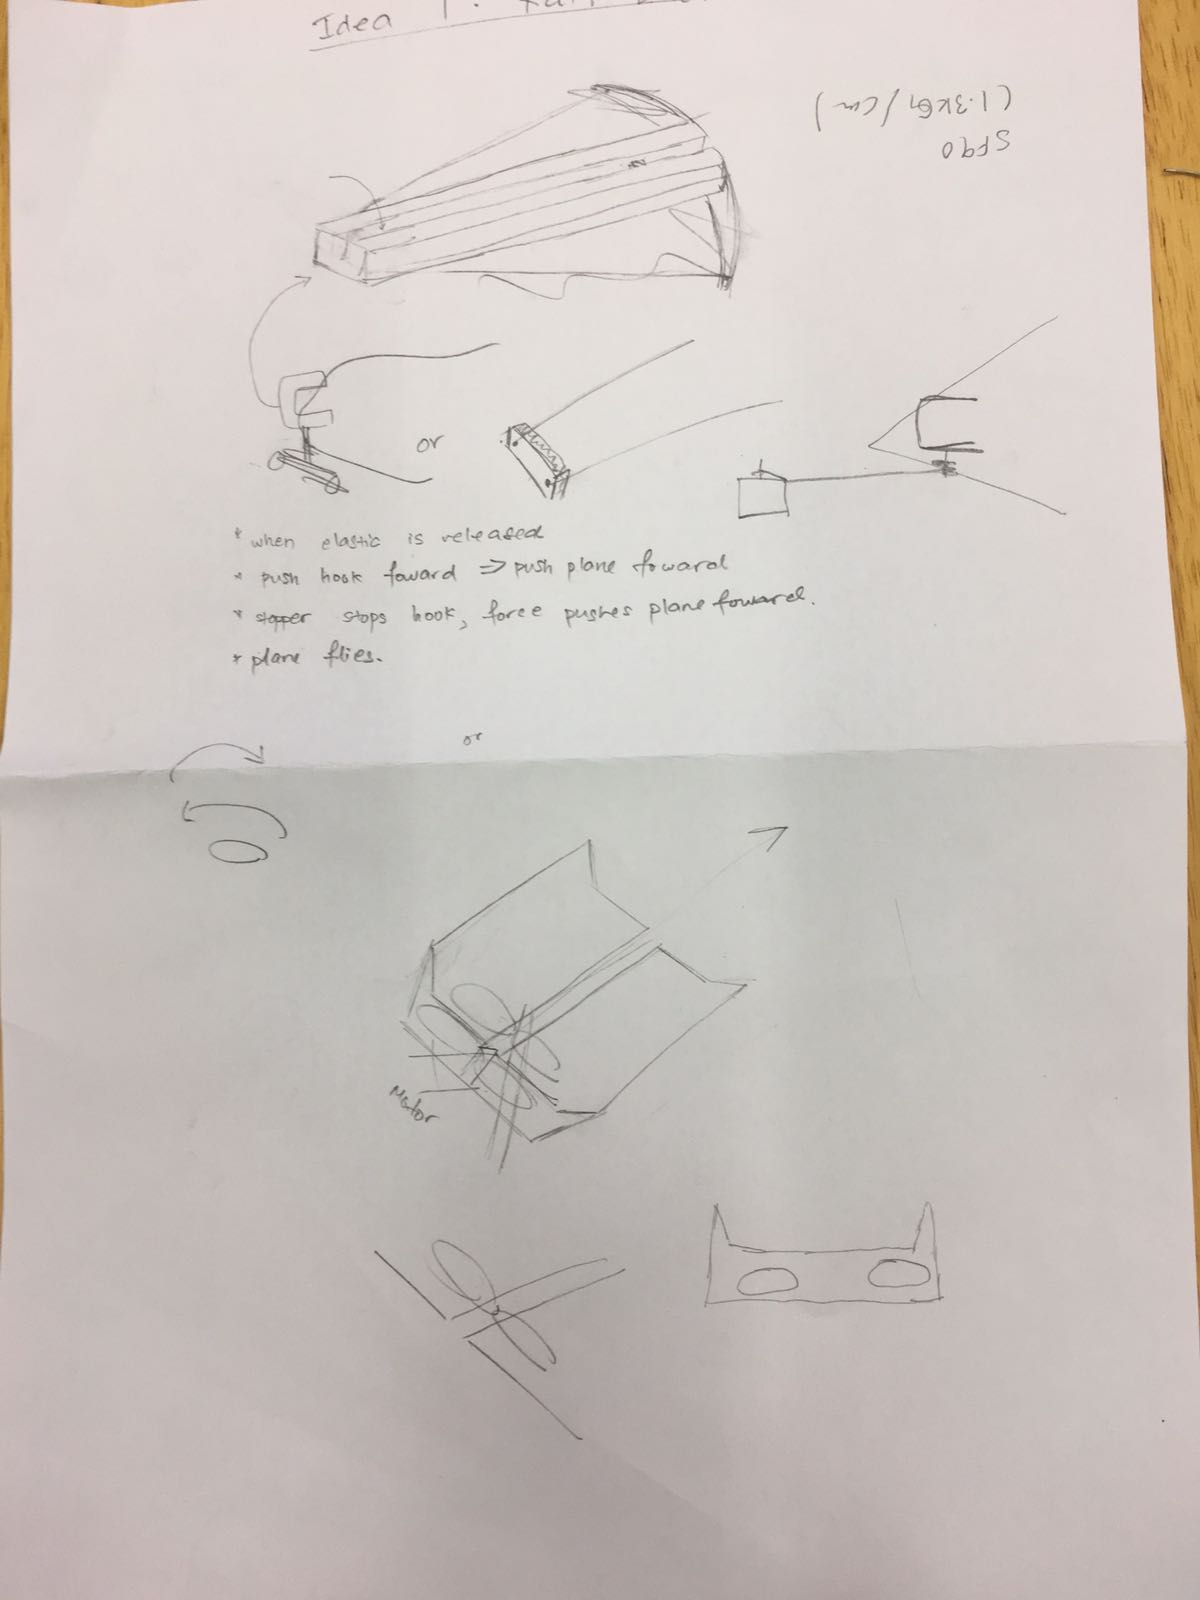 Idea 1:
SF90
(1.3KG/cm)
or
* when elastic is released
* push hook foward => push plane foward
* stopper stops hook, force pushes plane foward.
* plane flies.
or
Motor